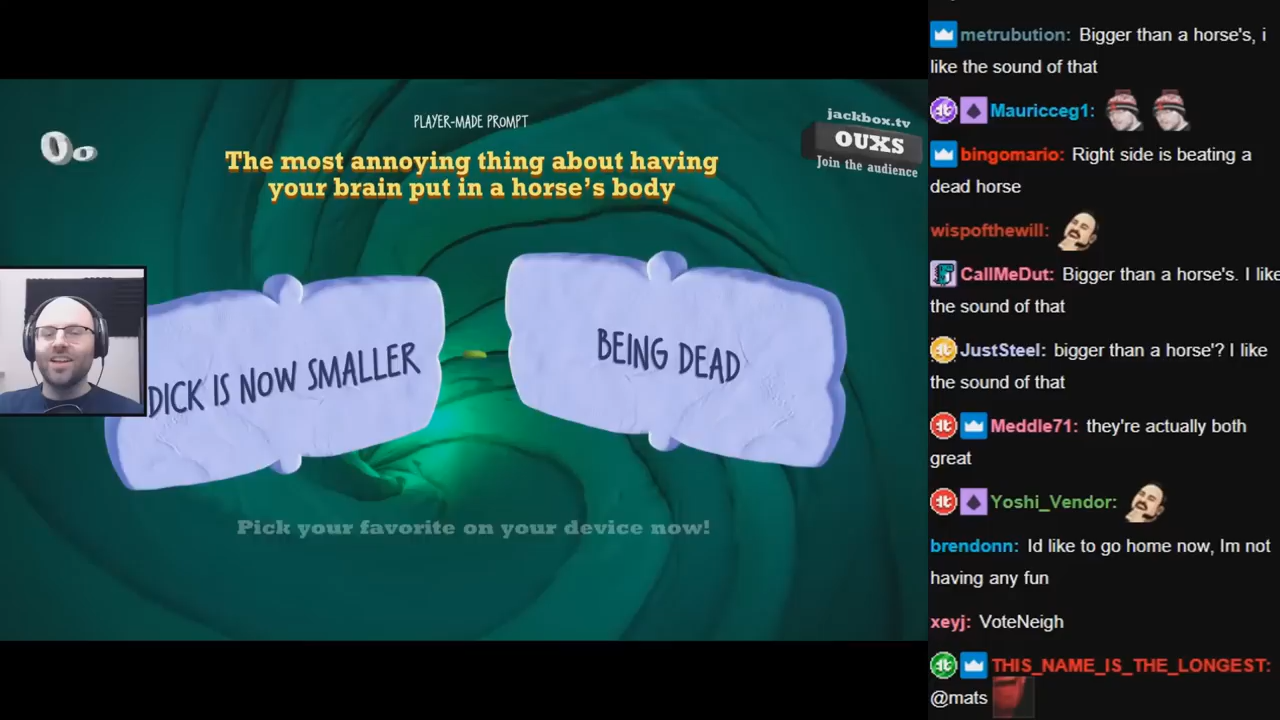 PLAYER-MADE PROMPT
The most annoying thing about having
your brain put in a horse's body
jackbox.tv
OUXS
Join the audience
DICK IS NOW SMALLER
BEING DEAD
Pick your favorite on your device now!
metrubution: Bigger than a horse's, i
like the sound of that
Mauricceg1:
bingomario: Right side is beating a
dead horse
wispofthewill:
CallMeDut: Bigger than a horse's. I like
the sound of that
JustSteel: bigger than a horse'? I like
the sound of that
Meddle71: they're actually both
great
Yoshi_Vendor:
brendonn: Id like to go home now, Im not
having any fun
xeyj: VoteNeigh
THIS_NAME_IS_THE_LONGEST:
@mats